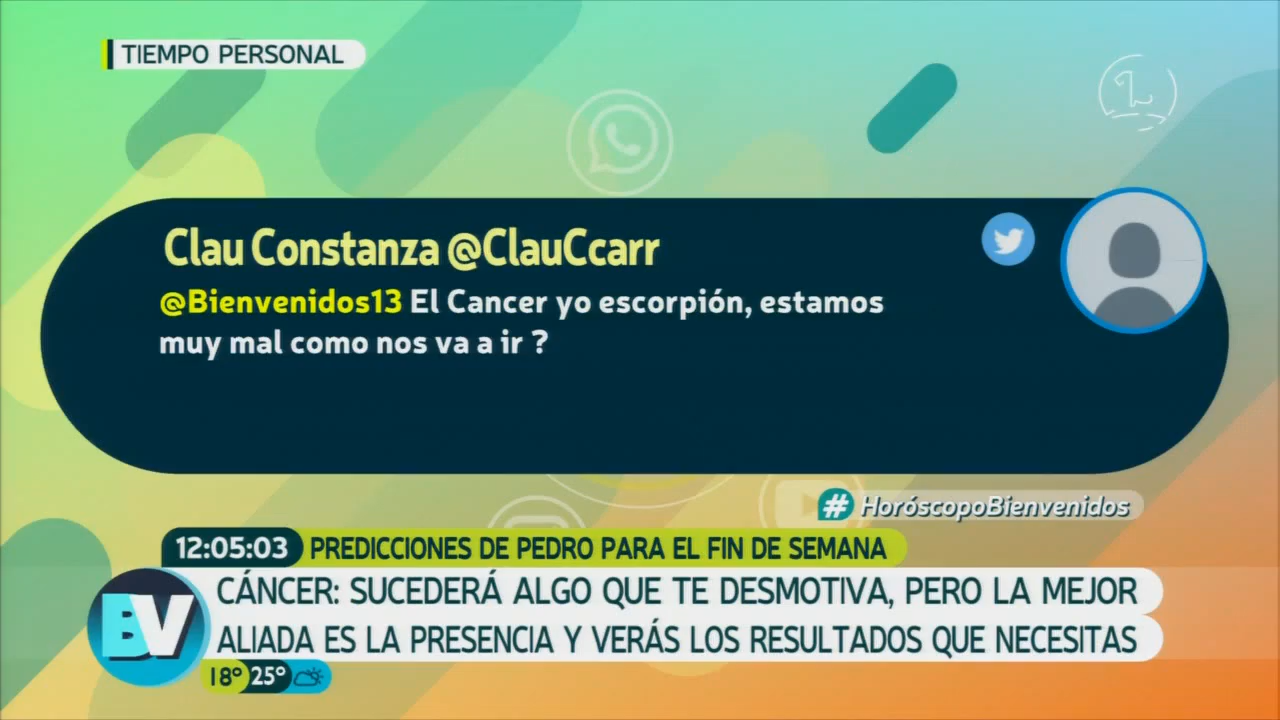 TIEMPO PERSONAL
Clau Constanza @ClauCcarr
@Bienvenidos13 El Cancer yo escorpión, estamos
muy mal como nos va a ir ?
# HoróscopoBienvenidos
12:05:03 PREDICCIONES DE PEDRO PARA EL FIN DE SEMANA
CÁNCER: SUCEDERÁ ALGO QUE TE DESMOTIVA, PERO LA MEJOR
ALIADA ES LA PRESENCIA Y VERÁS LOS RESULTADOS QUE NECESITAS
BV
18° 25°